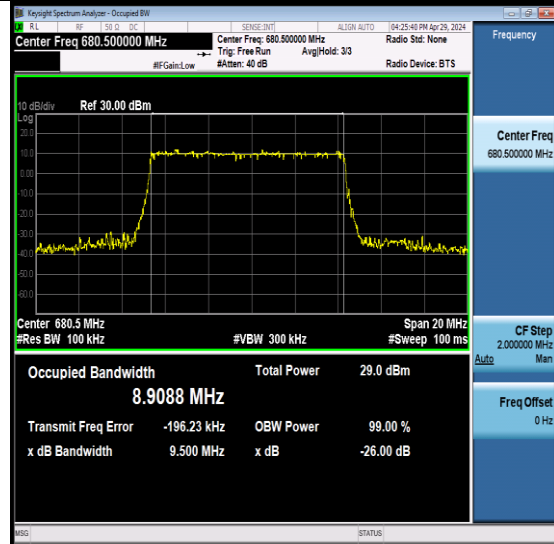 Keysight Spectrum Analyzer - Occupied BW
RL RF 50 Ω DC SENSE:INT ALIGN AUTO 04:25:40 PM Apr 29, 2024
Center Freq 680.500000 MHz
Center Freq: 680.500000 MHz
Radio Std: None
Trig: Free Run Avg|Hold: 3/3
#IFGain:Low #Atten: 40 dB Radio Device: BTS
10 dB/div Ref 30.00 dBm
Log
20.0
10.0
0.00
-10.0
-20.0
-30.0
-40.0
-50.0
-60.0
Center 680.5 MHz Span 20 MHz
#Res BW 100 kHz #VBW 300 kHz #Sweep 100 ms
Occupied Bandwidth Total Power 29.0 dBm
8.9088 MHz
Transmit Freq Error -196.23 kHz OBW Power 99.00 %
x dB Bandwidth 9.500 MHz x dB -26.00 dB
MSG STATUS
Frequency
Center Freq
680.500000 MHz
CF Step
2.000000 MHz
Auto Man
Freq Offset
0 Hz